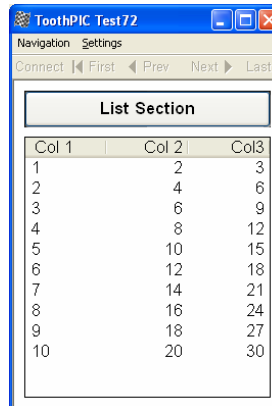 ToothPIC Test72
Navigation Settings
Connect First Prev Next Last
List Section
Col 1 Col 2 Col3
1 2 3
2 4 6
3 6 9
4 8 12
5 10 15
6 12 18
7 14 21
8 16 24
9 18 27
10 20 30